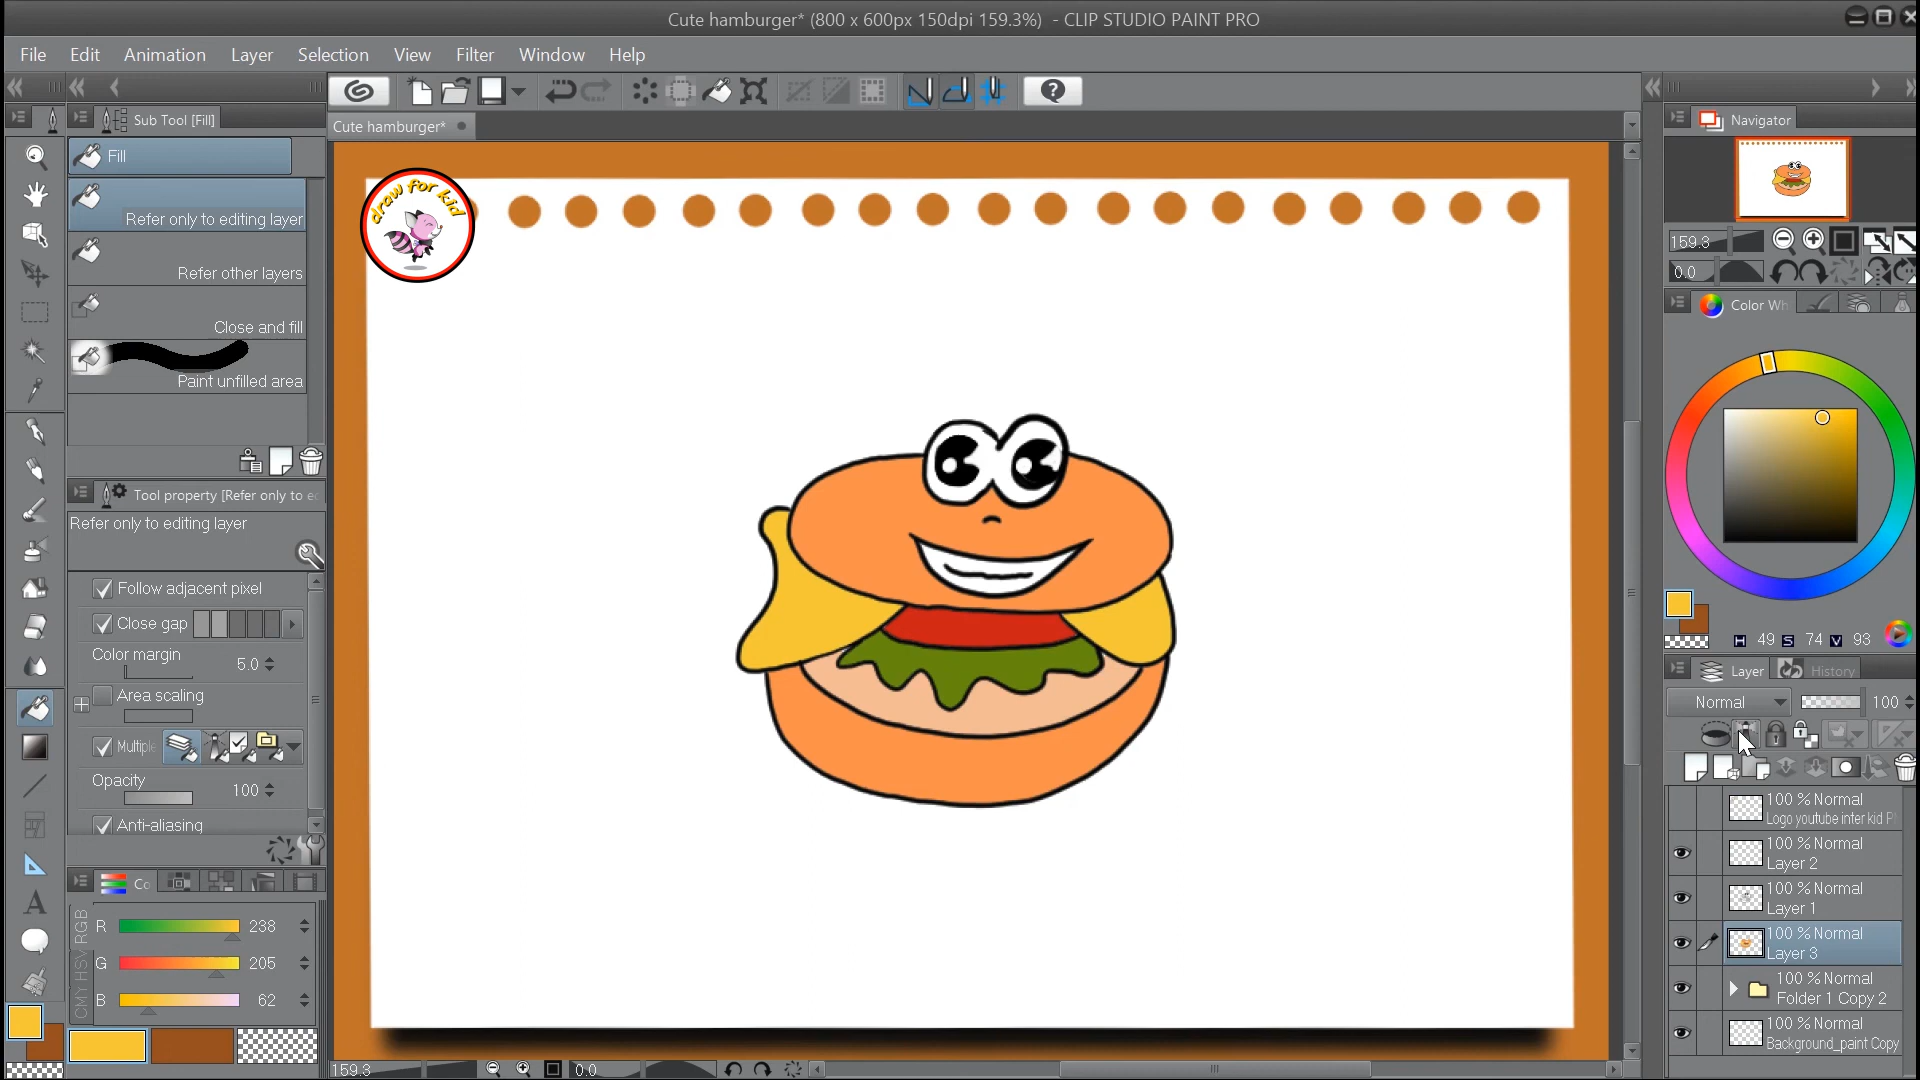 Cute hamburger* (800 x 600px 150dpi 159.3%) - CLIP STUDIO PAINT PRO
File Edit Animation Layer Selection View Filter Window Help
Sub Tool [Fill]
Cute hamburger*
Navigator
Fill
Refer only to editing layer
Refer other layers
Close and fill
Paint unfilled area
draw for kid
159.3
0.0
Color Wh
Tool property [Refer only to e
Refer only to editing layer
Follow adjacent pixel
Close gap
Color margin 5.0
Area scaling
Multiple
Opacity 100
Anti-aliasing
H 49 S 74 V 93
Layer History
Normal 100
100 % Normal
Logo youtube inter kid P
100 % Normal
Layer 2
100 % Normal
Layer 1
100 % Normal
Layer 3
100 % Normal
Folder 1 Copy 2
100 % Normal
Background_paint Copy
Co
RGB
HSV
CMY
R 238
G 205
B 62
159.3 0.0